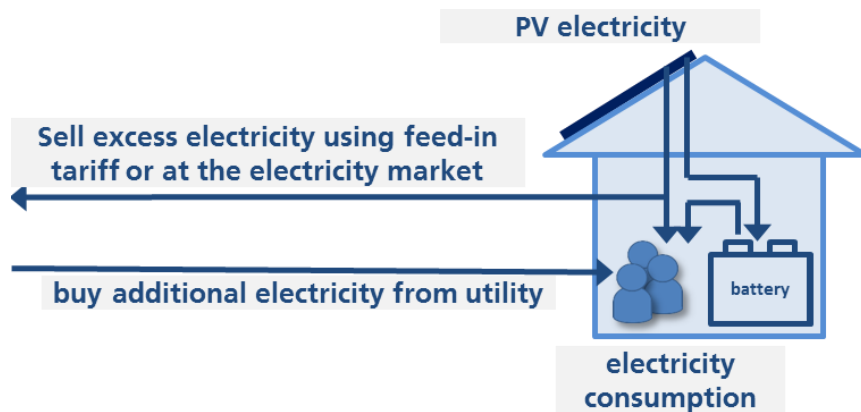 PV electricity
Sell excess electricity using feed-in
tariff or at the electricity market
buy additional electricity from utility
battery
electricity
consumption